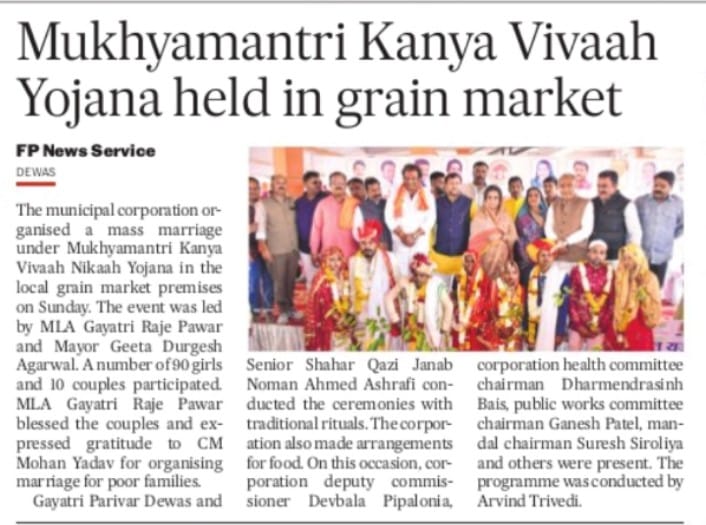 Mukhyamantri Kanya Vivaah
Yojana held in grain market
FP News Service
DEWAS
The municipal corporation or-
ganised a mass marriage
under Mukhyamantri Kanya
Vivaah Nikaah Yojana in the
local grain market premises
on Sunday. The event was led
by MLA Gayatri Raje Pawar
and Mayor Geeta Durgesh
Agarwal. A number of 90 girls
and 10 couples participated.
MLA Gayatri Raje Pawar
blessed the couples and ex-
pressed gratitude to CM
Mohan Yadav for organising
marriage for poor families.
Gayatri Parivar Dewas and
Senior Shahar Qazi Janab
Noman Ahmed Ashrafi con-
ducted the ceremonies with
traditional rituals. The corpor-
ation also made arrangements
for food. On this occasion, cor-
poration deputy commis-
sioner Devbala Pipalonia,
corporation health committee
chairman Dharmendrasinh
Bais, public works committee
chairman Ganesh Patel, man-
dal chairman Suresh Siroliya
and others were present. The
programme was conducted by
Arvind Trivedi.